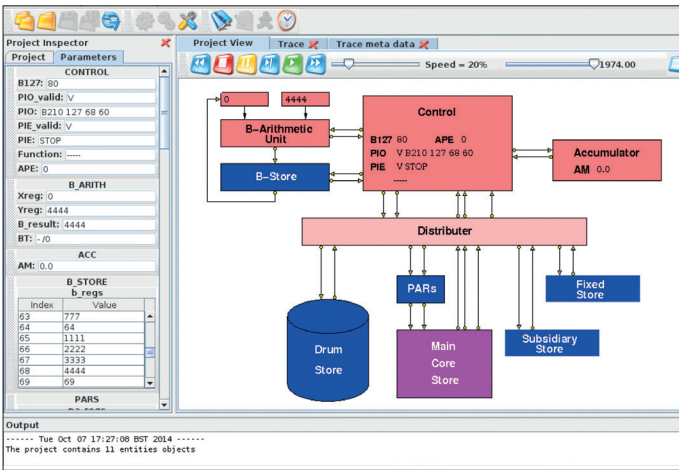 Project Inspector
Project Parameters
CONTROL
B127: 80
PIO_valid: V
PIO: B210 127 68 60
PIE_valid: V
PIE: STOP
Function: -----
APE: 0
B_ARITH
Xreg: 0
Yreg: 4444
B_result: 4444
BT: - /0
ACC
AM: 0.0
B_STORE
b_regs
Index Value
63 777
64 64
65 1111
66 2222
67 3333
68 4444
69 69
PARS
Project View Trace Trace meta data
Speed = 20% 1974.00
0 4444
B-Arithmetic
Unit
B-Store
Control
B127 80 APE 0
PIO V B210 127 68 60
PIE V STOP
-----
Accumulator
AM 0.0
Distributer
PARs
Fixed
Store
Drum
Store
Main
Core
Store
Subsidiary
Store
Output
------ Tue Oct 07 17:27:08 BST 2014 ------
The project contains 11 entities objects